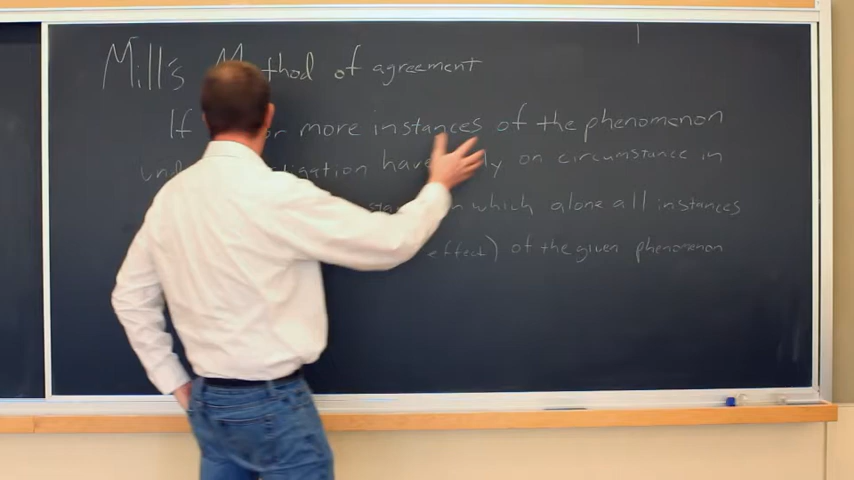 Mill's Method of agreement
If or more instances of the phenomenon
have on circumstance in
which alone all instances
effect) of the given phenomenon